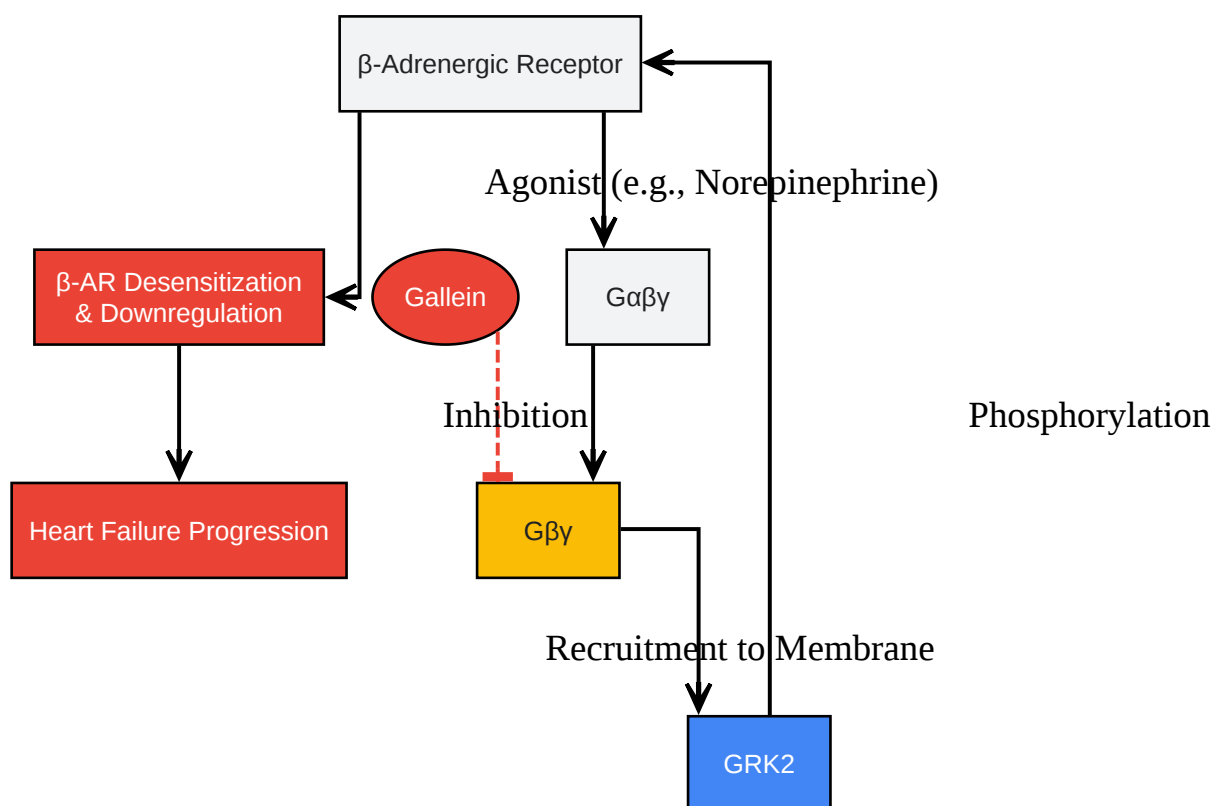 β-Adrenergic Receptor
Agonist (e.g., Norepinephrine)
β-AR Desensitization
& Downregulation
Gallein
Gαβγ
Inhibition
Phosphorylation
Heart Failure Progression
Gβγ
Recruitment to Membrane
GRK2